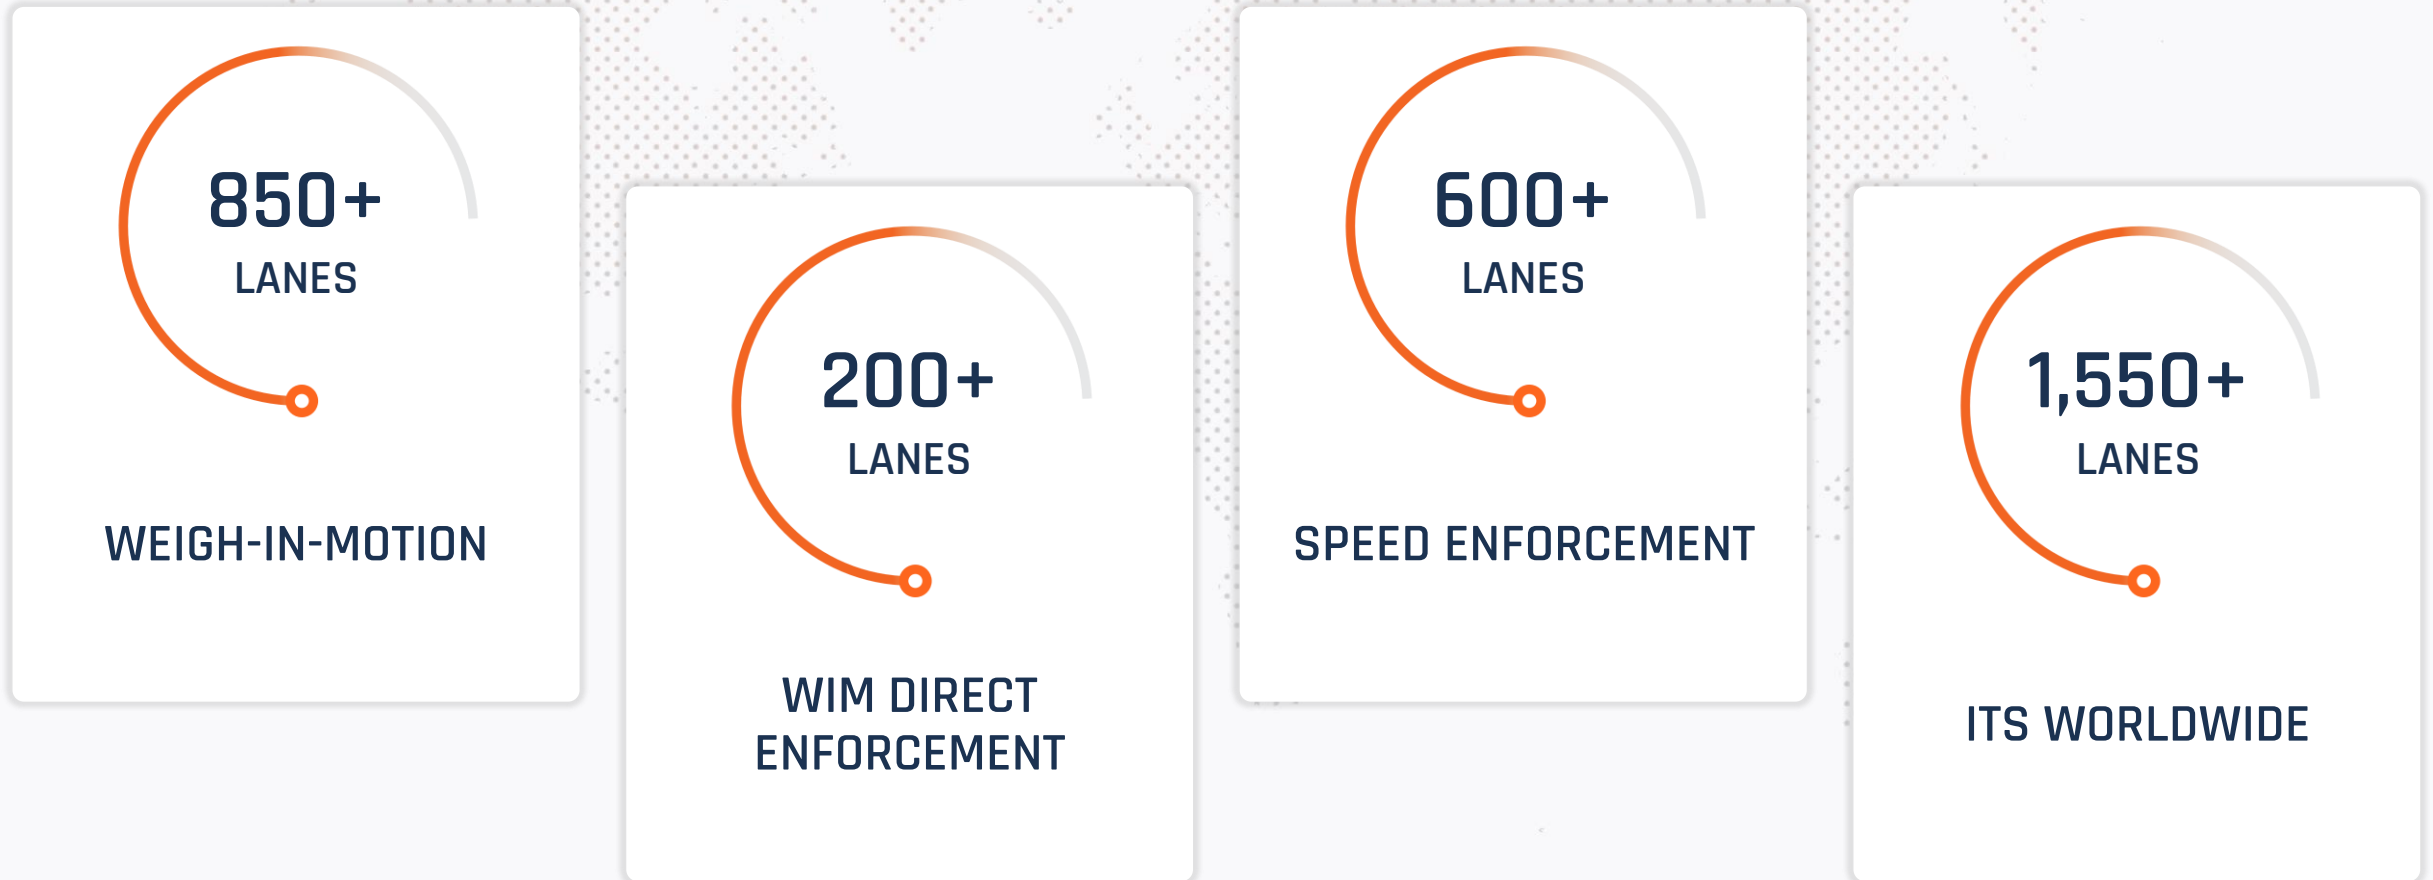 850+
LANES
WEIGH-IN-MOTION
200+
LANES
WIM DIRECT
ENFORCEMENT
600+
LANES
SPEED ENFORCEMENT
1,550+
LANES
ITS WORLDWIDE